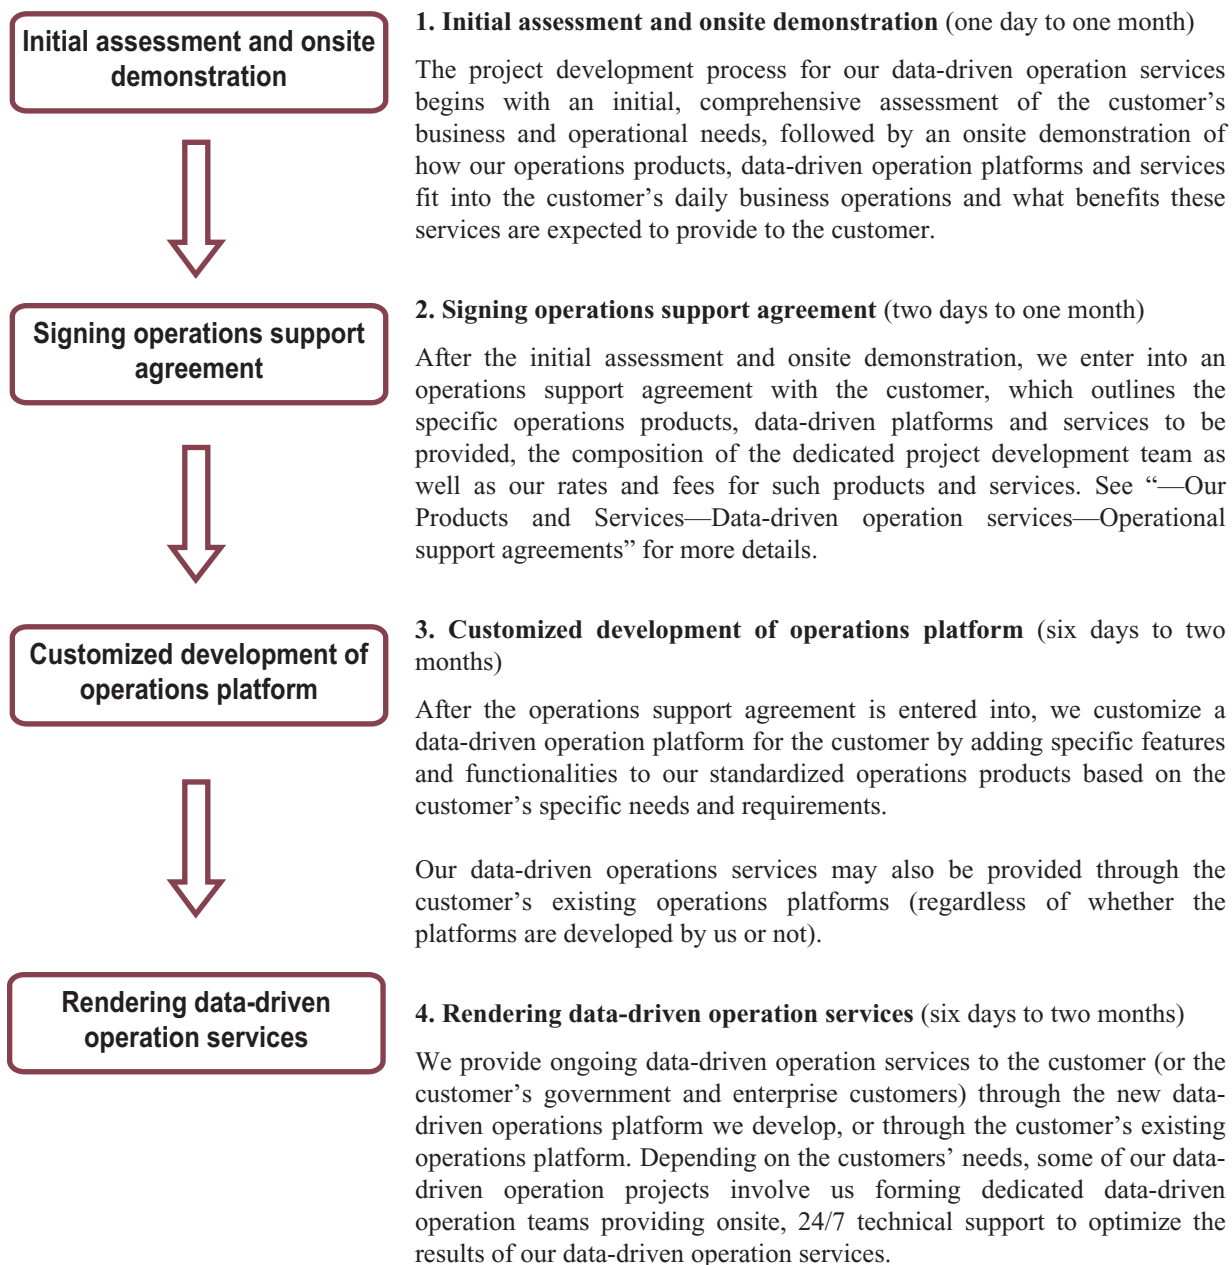 Initial assessment and onsite
demonstration
1. Initial assessment and onsite demonstration (one day to one month)
The project development process for our data-driven operation services
begins with an initial, comprehensive assessment of the customer’s
business and operational needs, followed by an onsite demonstration of
how our operations products, data-driven operation platforms and services
fit into the customer’s daily business operations and what benefits these
services are expected to provide to the customer.
Signing operations support
agreement
2. Signing operations support agreement (two days to one month)
After the initial assessment and onsite demonstration, we enter into an
operations support agreement with the customer, which outlines the
specific operations products, data-driven platforms and services to be
provided, the composition of the dedicated project development team as
well as our rates and fees for such products and services. See “—Our
Products and Services—Data-driven operation services—Operational
support agreements” for more details.
Customized development of
operations platform
3. Customized development of operations platform (six days to two
months)
After the operations support agreement is entered into, we customize a
data-driven operation platform for the customer by adding specific features
and functionalities to our standardized operations products based on the
customer’s specific needs and requirements.
Our data-driven operations services may also be provided through the
customer’s existing operations platforms (regardless of whether the
platforms are developed by us or not).
Rendering data-driven
operation services
4. Rendering data-driven operation services (six days to two months)
We provide ongoing data-driven operation services to the customer (or the
customer’s government and enterprise customers) through the new data-
driven operations platform we develop, or through the customer’s existing
operations platform. Depending on the customers’ needs, some of our data-
driven operation projects involve us forming dedicated data-driven
operation teams providing onsite, 24/7 technical support to optimize the
results of our data-driven operation services.